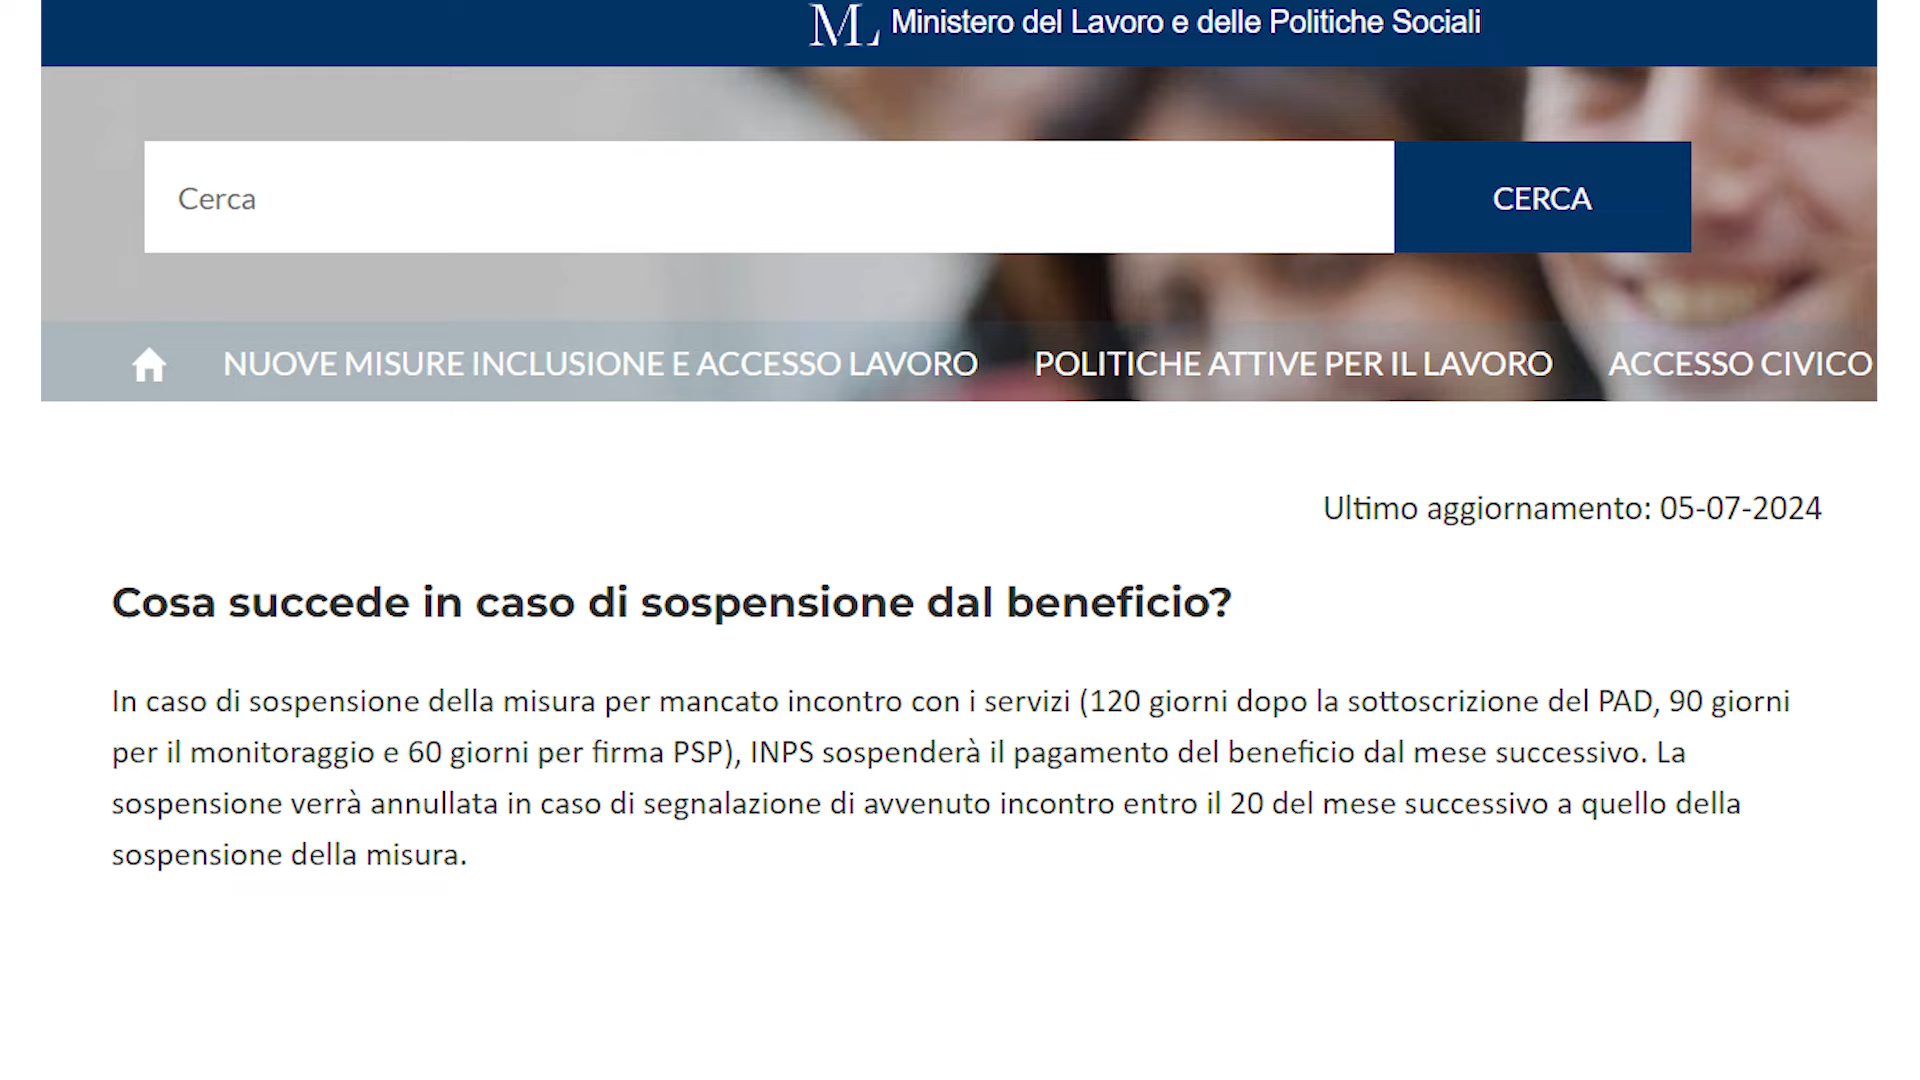 ML Ministero del Lavoro e delle Politiche Sociali
Cerca
CERCA
NUOVE MISURE INCLUSIONE E ACCESSO LAVORO POLITICHE ATTIVE PER IL LAVORO ACCESSO CIVICO
Ultimo aggiornamento: 05-07-2024
Cosa succede in caso di sospensione dal beneficio?
In caso di sospensione della misura per mancato incontro con i servizi (120 giorni dopo la sottoscrizione del PAD, 90 giorni
per il monitoraggio e 60 giorni per firma PSP), INPS sospenderà il pagamento del beneficio dal mese successivo. La
sospensione verrà annullata in caso di segnalazione di avvenuto incontro entro il 20 del mese successivo a quello della
sospensione della misura.